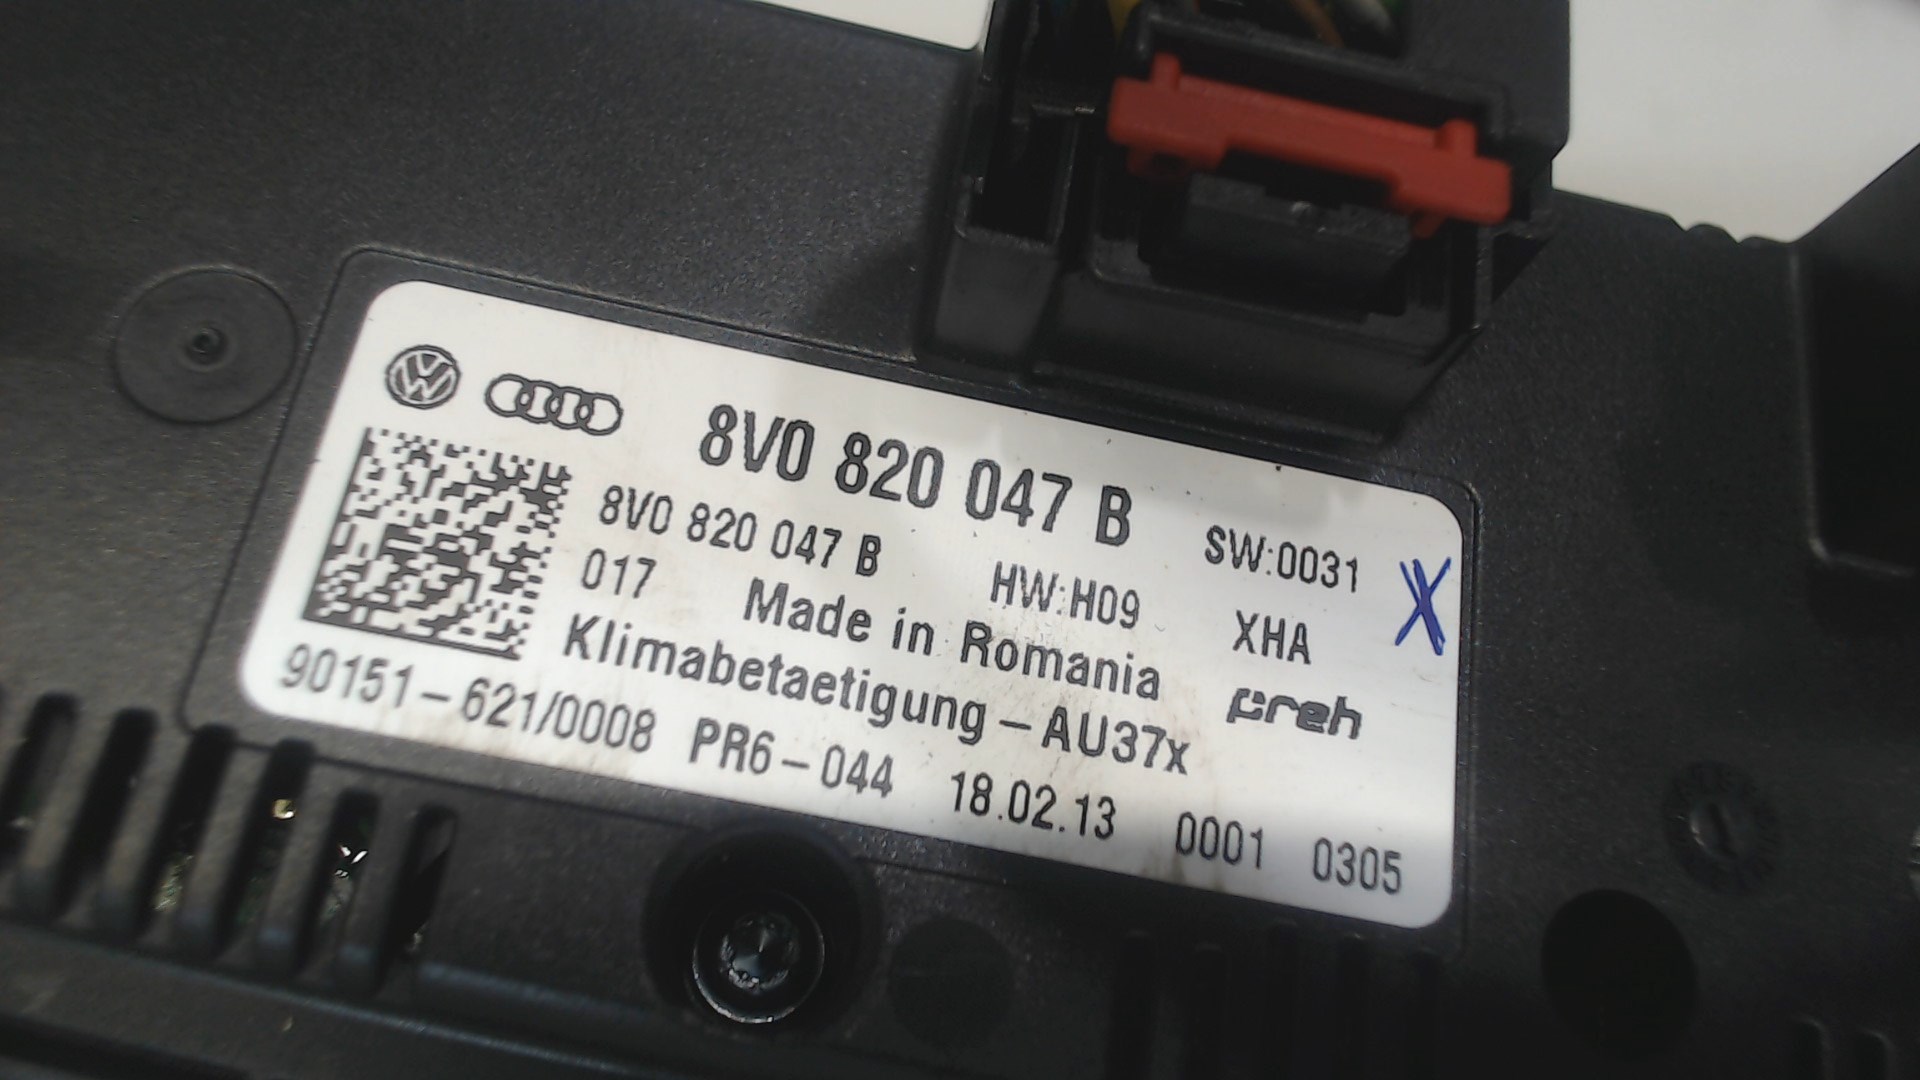 8V0 820 047 B
8V0 820 047 B SW:0031 X
017 HW:H09 XHA
Made in Romania preh
Klimabetaetigung – AU37x
90151–621/0008 PR6–044 18.02.13 0001 0305